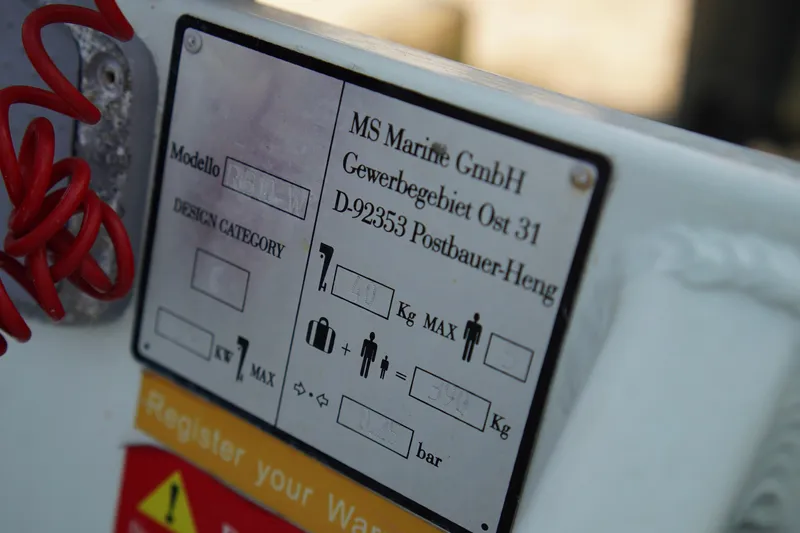 Modello
DESIGN CATEGORY
C
KW MAX
MS Marine GmbH
Gewerbegebiet Ost 31
D-92353 Postbauer-Heng
40 Kg MAX
+ = Kg
bar
Register your
!